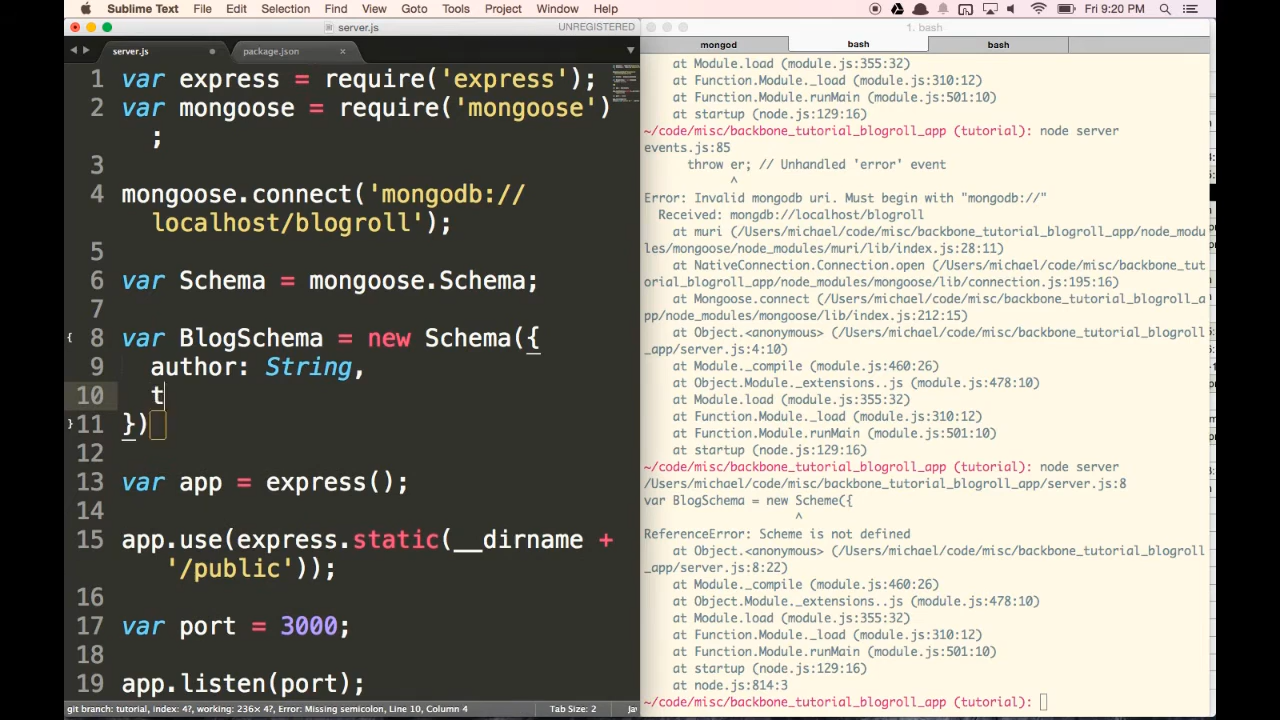 Sublime Text File Edit Selection Find View Goto Tools Project Window Help Fri 9:20 PM
server.js UNREGISTERED
server.js package.json ×
1 var express = require('express');
2 var mongoose = require('mongoose')
;
3
4 mongoose.connect('mongodb://
localhost/blogroll');
5
6 var Schema = mongoose.Schema;
7
8 var BlogSchema = new Schema({
9 author: String,
10 t
11 })
12
13 var app = express();
14
15 app.use(express.static(__dirname +
'/public'));
16
17 var port = 3000;
18
19 app.listen(port);
git branch: tutorial, index: 4?, working: 236× 4?, Error: Missing semicolon, Line 10, Column 4 Tab Size: 2
1. bash
mongod bash bash
at Module.load (module.js:355:32)
at Function.Module._load (module.js:310:12)
at Function.Module.runMain (module.js:501:10)
at startup (node.js:129:16)
~/code/misc/backbone_tutorial_blogroll_app (tutorial): node server
events.js:85
throw er; // Unhandled 'error' event
^
Error: Invalid mongodb uri. Must begin with "mongodb://"
Received: mongdb://localhost/blogroll
at muri (/Users/michael/code/misc/backbone_tutorial_blogroll_app/node_modu
les/mongoose/node_modules/muri/lib/index.js:28:11)
at NativeConnection.Connection.open (/Users/michael/code/misc/backbone_tut
orial_blogroll_app/node_modules/mongoose/lib/connection.js:195:16)
at Mongoose.connect (/Users/michael/code/misc/backbone_tutorial_blogroll_a
pp/node_modules/mongoose/lib/index.js:212:15)
at Object.<anonymous> (/Users/michael/code/misc/backbone_tutorial_blogroll
_app/server.js:4:10)
at Module._compile (module.js:460:26)
at Object.Module._extensions..js (module.js:478:10)
at Module.load (module.js:355:32)
at Function.Module._load (module.js:310:12)
at Function.Module.runMain (module.js:501:10)
at startup (node.js:129:16)
~/code/misc/backbone_tutorial_blogroll_app (tutorial): node server
/Users/michael/code/misc/backbone_tutorial_blogroll_app/server.js:8
var BlogSchema = new Scheme({
^
ReferenceError: Scheme is not defined
at Object.<anonymous> (/Users/michael/code/misc/backbone_tutorial_blogroll
_app/server.js:8:22)
at Module._compile (module.js:460:26)
at Object.Module._extensions..js (module.js:478:10)
at Module.load (module.js:355:32)
at Function.Module._load (module.js:310:12)
at Function.Module.runMain (module.js:501:10)
at startup (node.js:129:16)
at node.js:814:3
~/code/misc/backbone_tutorial_blogroll_app (tutorial):